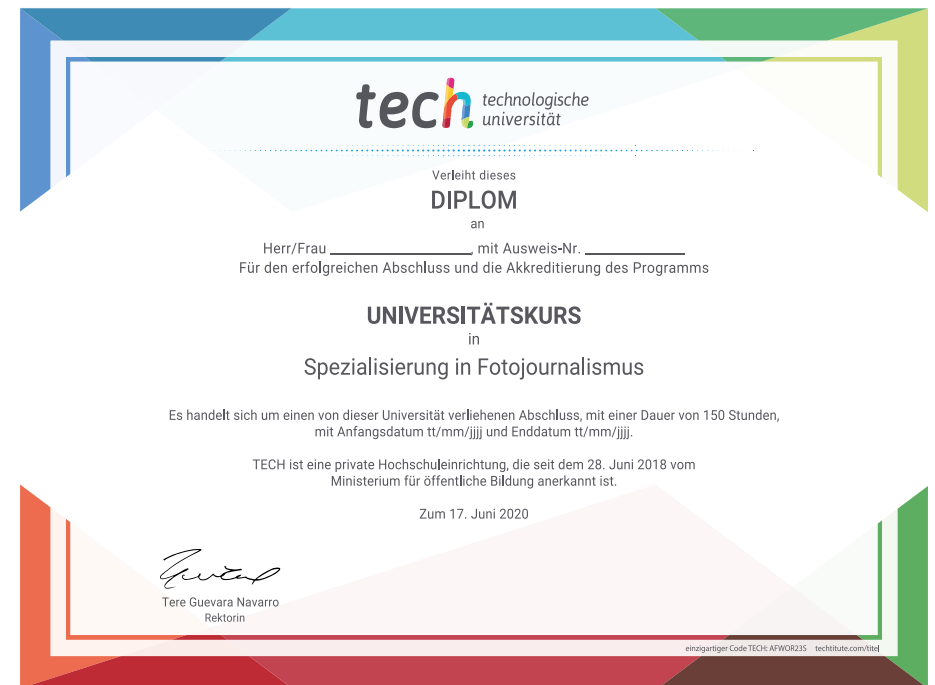 tech technologische
universität
Verleiht dieses
DIPLOM
an
Herr/Frau ____________________, mit Ausweis-Nr. ______________
Für den erfolgreichen Abschluss und die Akkreditierung des Programms
UNIVERSITÄTSKURS
in
Spezialisierung in Fotojournalismus
Es handelt sich um einen von dieser Universität verliehenen Abschluss, mit einer Dauer von 150 Stunden,
mit Anfangsdatum tt/mm/jjjj und Enddatum tt/mm/jjjj.
TECH ist eine private Hochschuleinrichtung, die seit dem 28. Juni 2018 vom
Ministerium für öffentliche Bildung anerkannt ist.
Zum 17. Juni 2020
Tere Guevara Navarro
Rektorin
einzigartiger Code TECH: AFWOR23S techtitute.com/titel